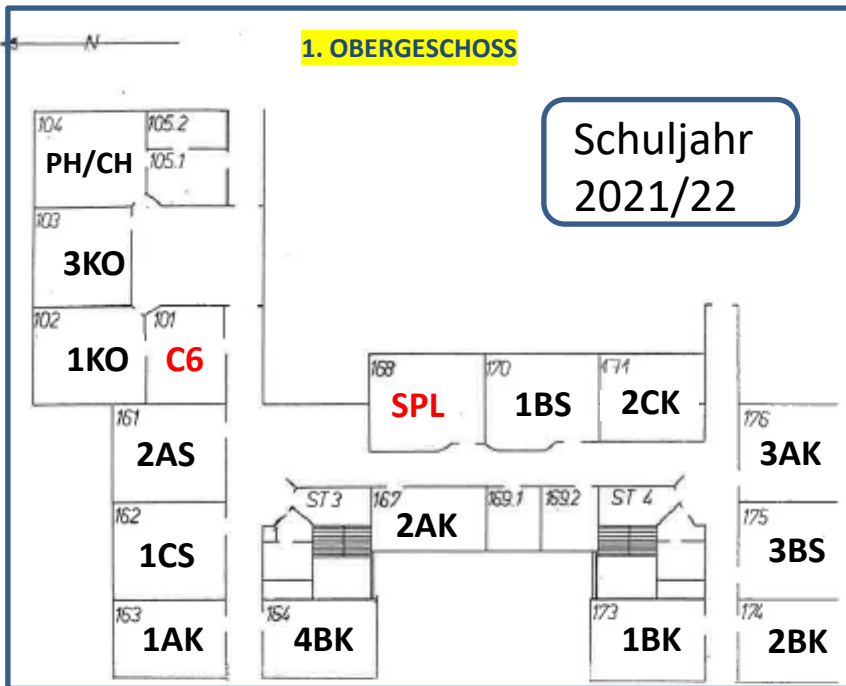 N
1. OBERGESCHOSS
Schuljahr
2021/22
104
PH/CH
105.2
105.1
103
3KO
102
1KO
101
C6
161
2AS
162
1CS
163
1AK
164
4BK
ST 3
167
2AK
168
SPL
170
1BS
171
2CK
169.1
169.2
ST 4
173
1BK
176
3AK
175
3BS
174
2BK